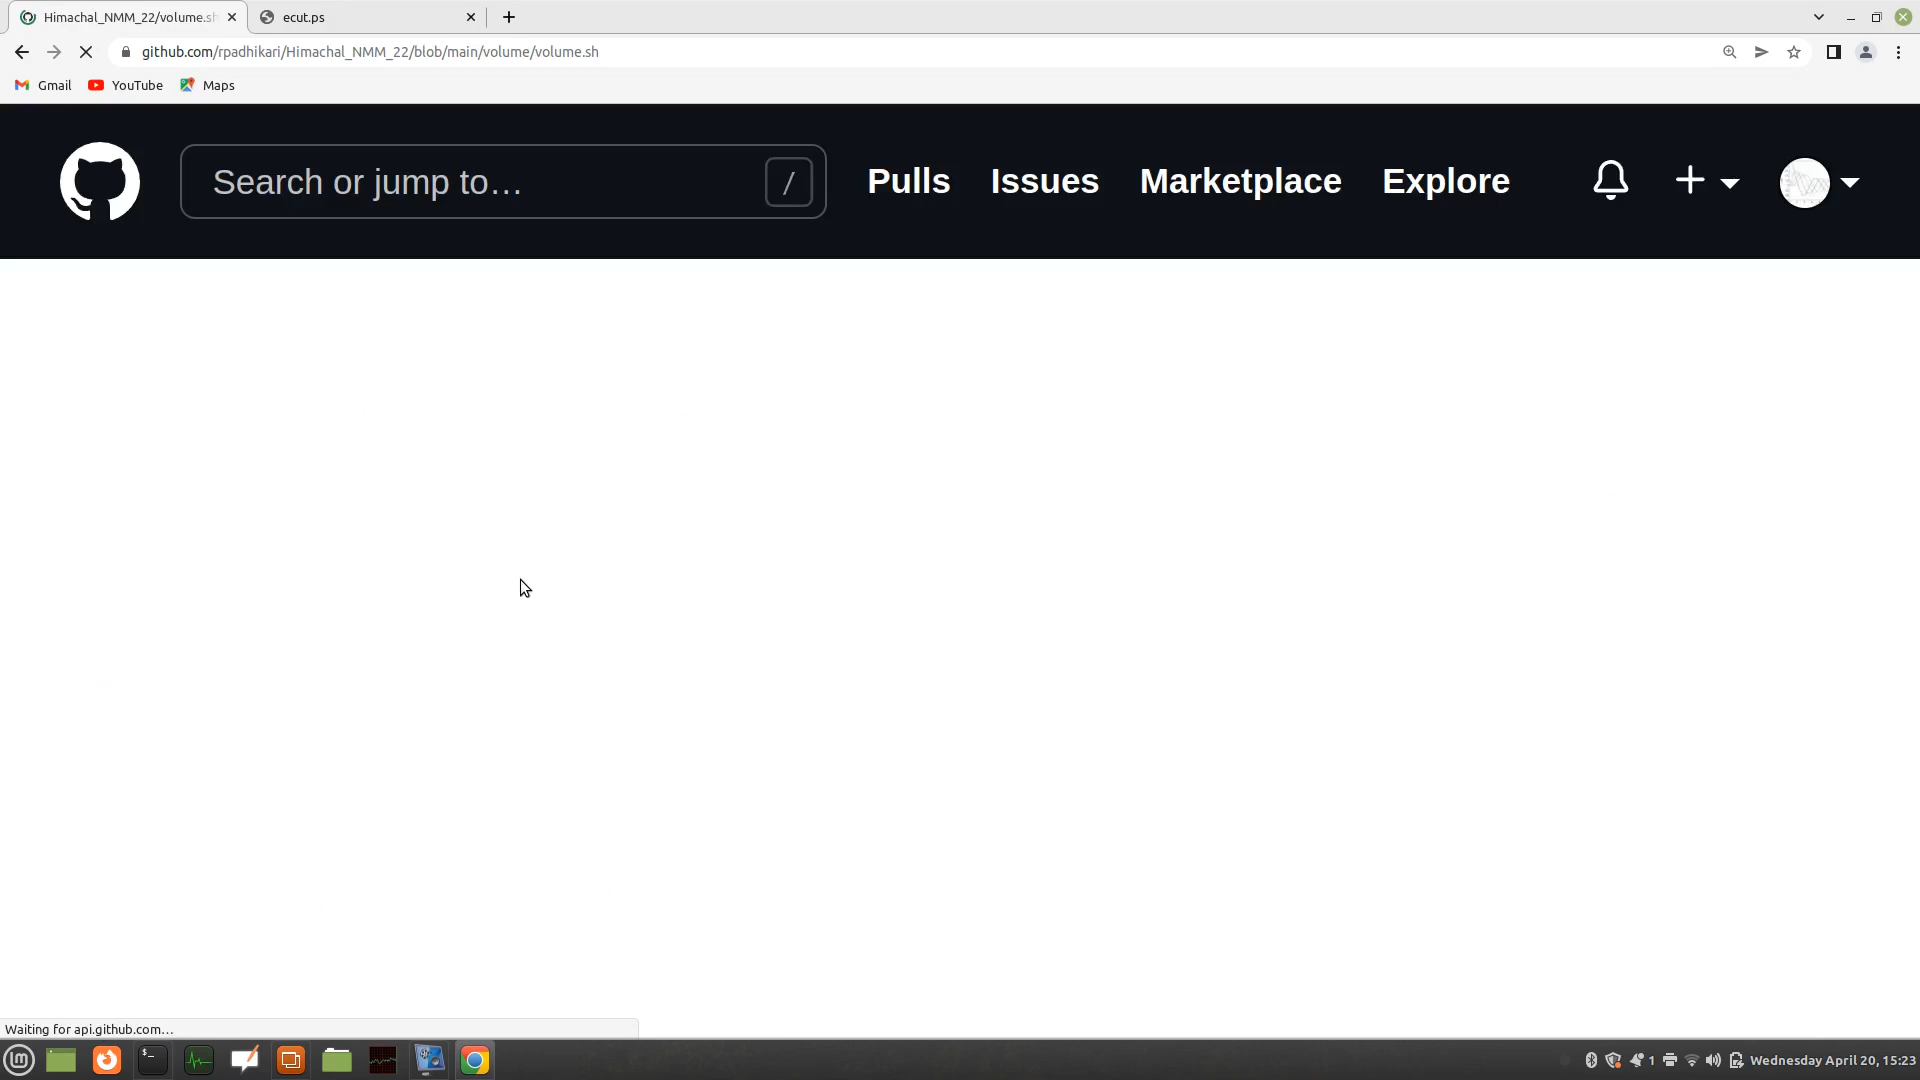 Himachal_NMM_22/volume.sh
ecut.ps
github.com/rpadhikari/Himachal_NMM_22/blob/main/volume/volume.sh
Gmail
YouTube
Maps
Search or jump to…
/
Pulls
Issues
Marketplace
Explore
Waiting for api.github.com…
1
Wednesday April 20, 15:23